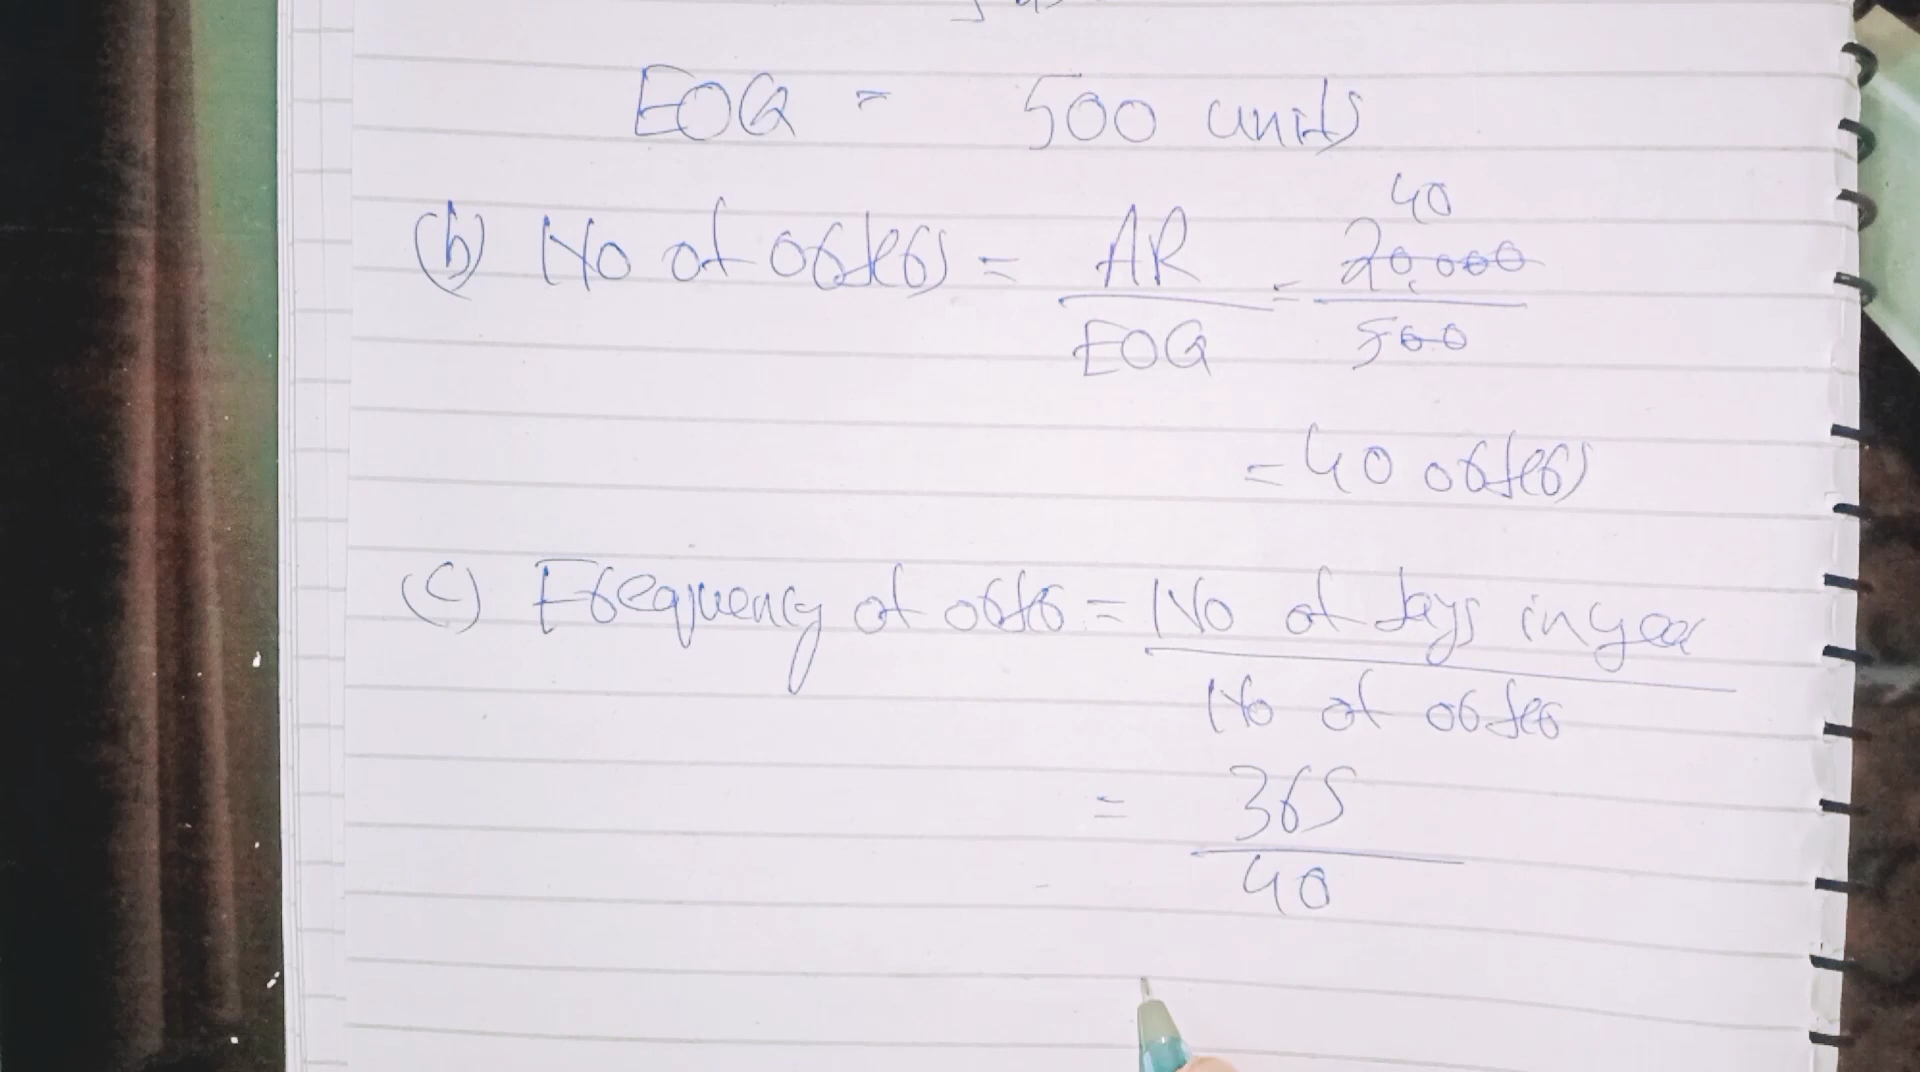 EOQ = 500 units
(b) No of orders = AR / EOQ = 20,000 / 500 40
= 40 orders
(c) Frequency of order = No of days in year / No of order
= 365 / 40